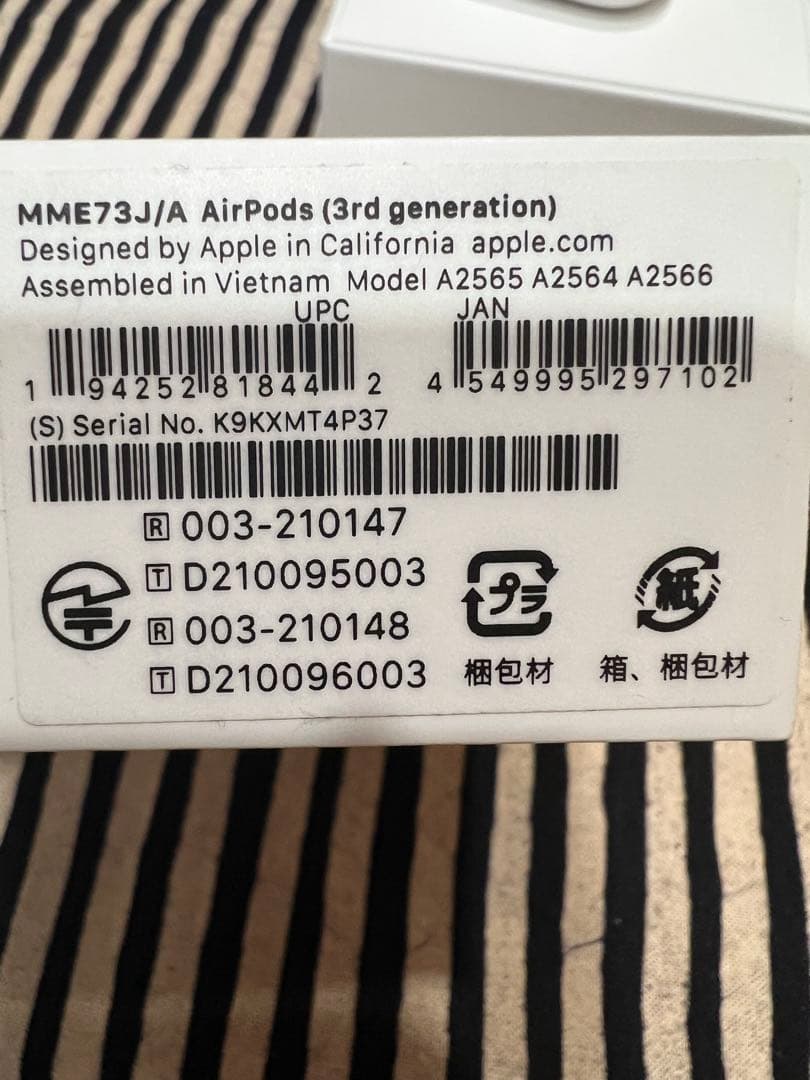 MME73J/A AirPods (3rd generation)
Designed by Apple in California apple.com
Assembled in Vietnam Model A2565 A2564 A2566
UPC JAN
1 94252 81844 2 4 549995 297102
(S) Serial No. K9KXMT4P37
R 003-210147
T D210095003
R 003-210148
T D210096003
プラ 紙
梱包材 箱、梱包材